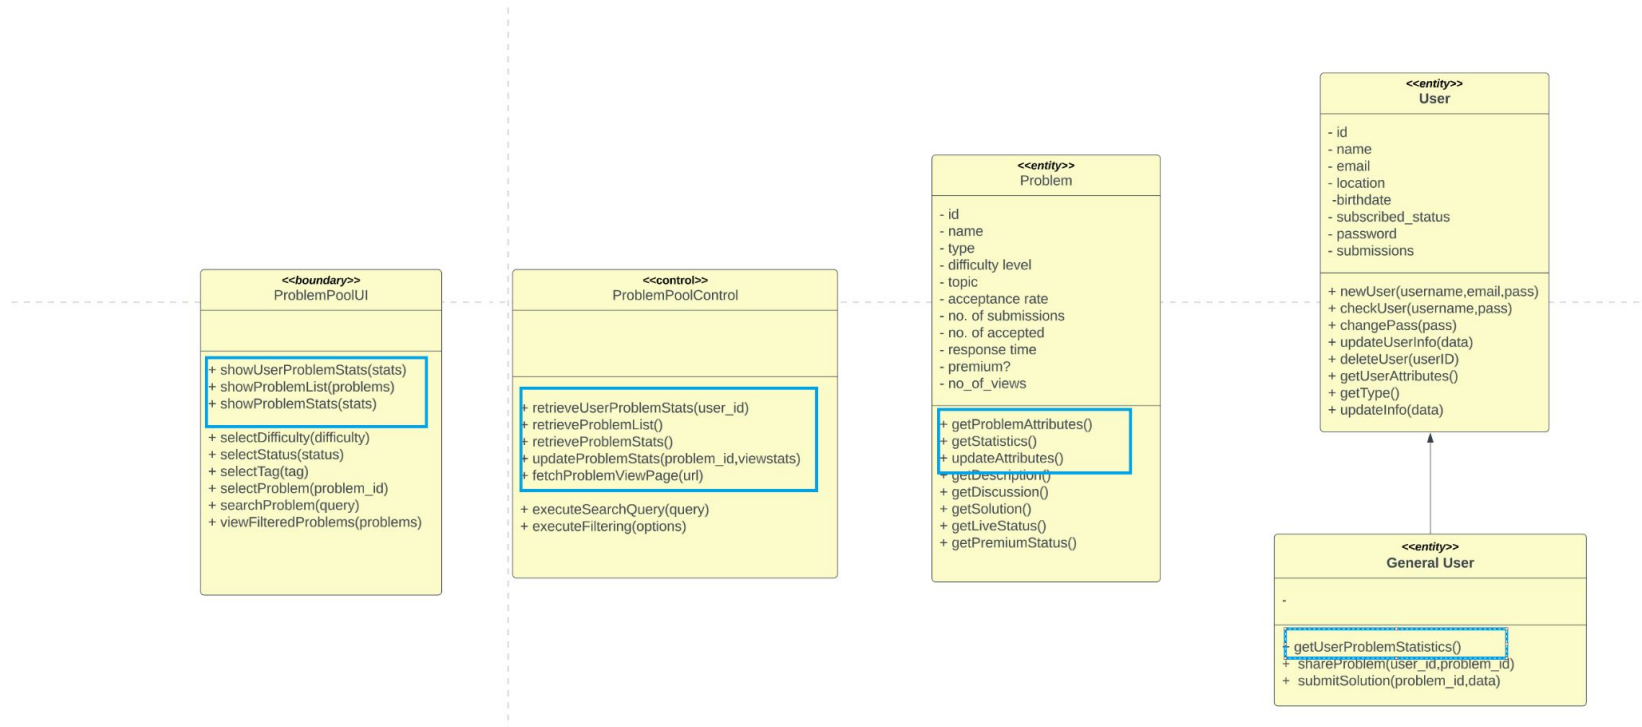 <<boundary>>
ProblemPoolUI
+ showUserProblemStats(stats)
+ showProblemList(problems)
+ showProblemStats(stats)
+ selectDifficulty(difficulty)
+ selectStatus(status)
+ selectTag(tag)
+ selectProblem(problem_id)
+ searchProblem(query)
+ viewFilteredProblems(problems)
<<control>>
ProblemPoolControl
+ retrieveUserProblemStats(user_id)
+ retrieveProblemList()
+ retrieveProblemStats()
+ updateProblemStats(problem_id,viewstats)
+ fetchProblemViewPage(url)
+ executeSearchQuery(query)
+ executeFiltering(options)
<<entity>>
Problem
- id
- name
- type
- difficulty level
- topic
- acceptance rate
- no. of submissions
- no. of accepted
- response time
- premium?
- no_of_views
+ getProblemAttributes()
+ getStatistics()
+ updateAttributes()
+ getDescription()
+ getDiscussion()
+ getSolution()
+ getLiveStatus()
+ getPremiumStatus()
<<entity>>
User
- id
- name
- email
- location
-birthdate
- subscribed_status
- password
- submissions
+ newUser(username,email,pass)
+ checkUser(username,pass)
+ changePass(pass)
+ updateUserInfo(data)
+ deleteUser(userID)
+ getUserAttributes()
+ getType()
+ updateInfo(data)
<<entity>>
General User
-
+ getUserProblemStatistics()
+ shareProblem(user_id,problem_id)
+ submitSolution(problem_id,data)